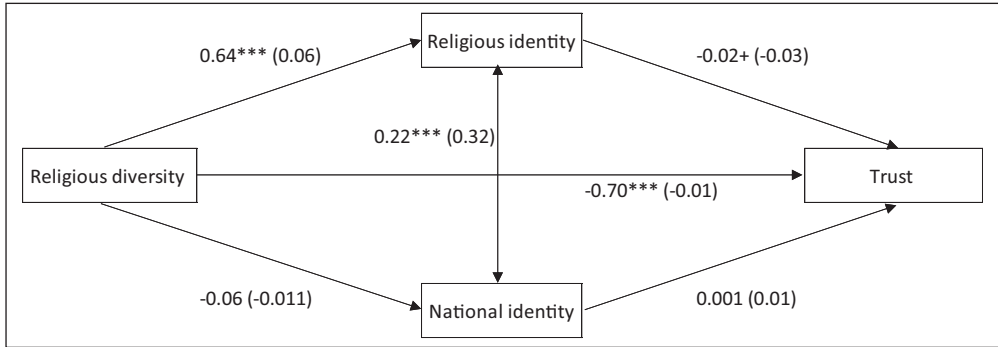 Religious identity
0.64*** (0.06)
-0.02+ (-0.03)
0.22*** (0.32)
Religious diversity
Trust
-0.70*** (-0.01)
-0.06 (-0.011)
National identity
0.001 (0.01)